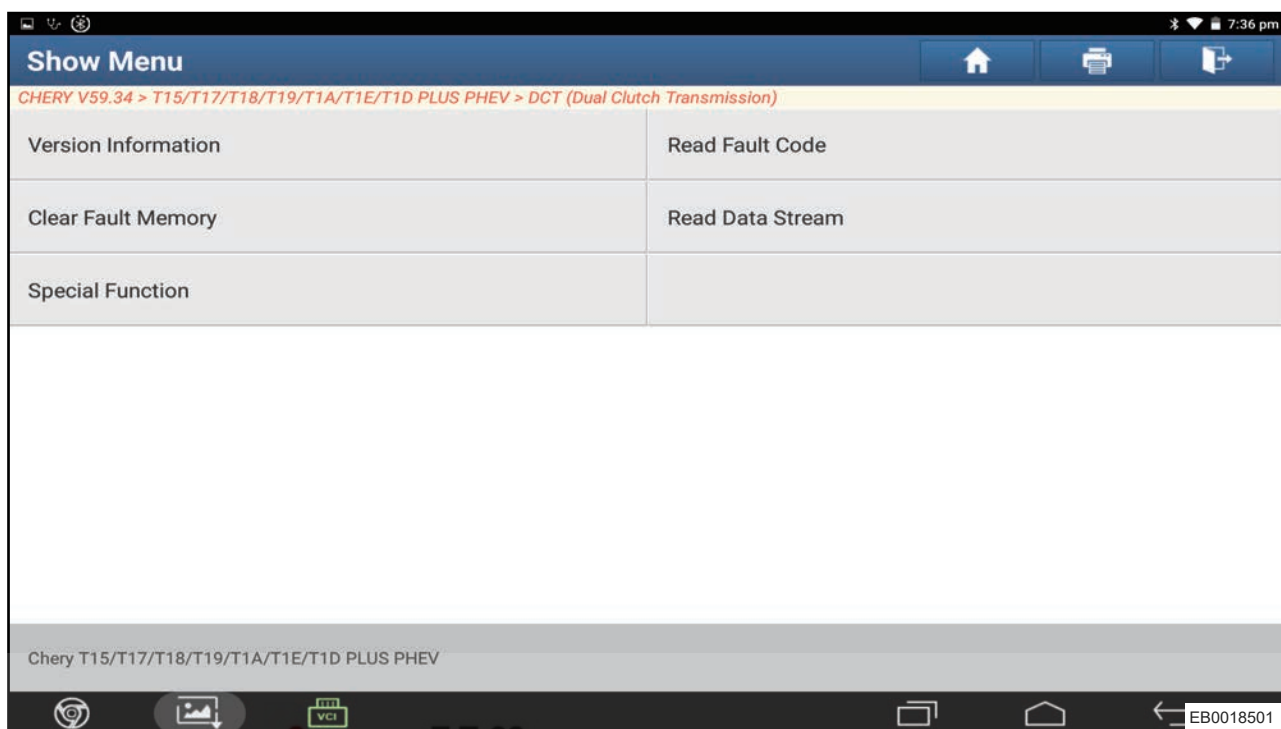 7:36 pm
Show Menu
CHERY V59.34 > T15/T17/T18/T19/T1A/T1E/T1D PLUS PHEV > DCT (Dual Clutch Transmission)
Version Information
Read Fault Code
Clear Fault Memory
Read Data Stream
Special Function
Chery T15/T17/T18/T19/T1A/T1E/T1D PLUS PHEV
VCI
EB0018501